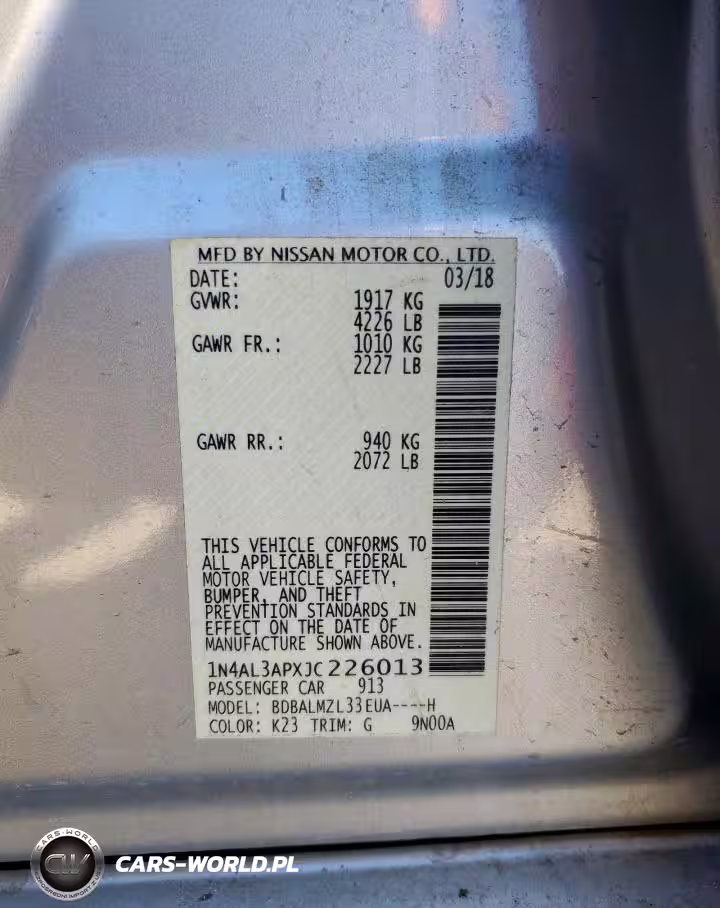 MFD BY NISSAN MOTOR CO., LTD.
DATE: 03/18
GVWR: 1917 KG
4226 LB
GAWR FR.: 1010 KG
2227 LB
GAWR RR.: 940 KG
2072 LB
THIS VEHICLE CONFORMS TO
ALL APPLICABLE FEDERAL
MOTOR VEHICLE SAFETY,
BUMPER, AND THEFT
PREVENTION STANDARDS IN
EFFECT ON THE DATE OF
MANUFACTURE SHOWN ABOVE.
1N4AL3APXJC226013
PASSENGER CAR 913
MODEL: BDBALMZL33EUA----H
COLOR: K23 TRIM: G 9N00A
CARS-WORLD
CW
CARS-WORLD.PL